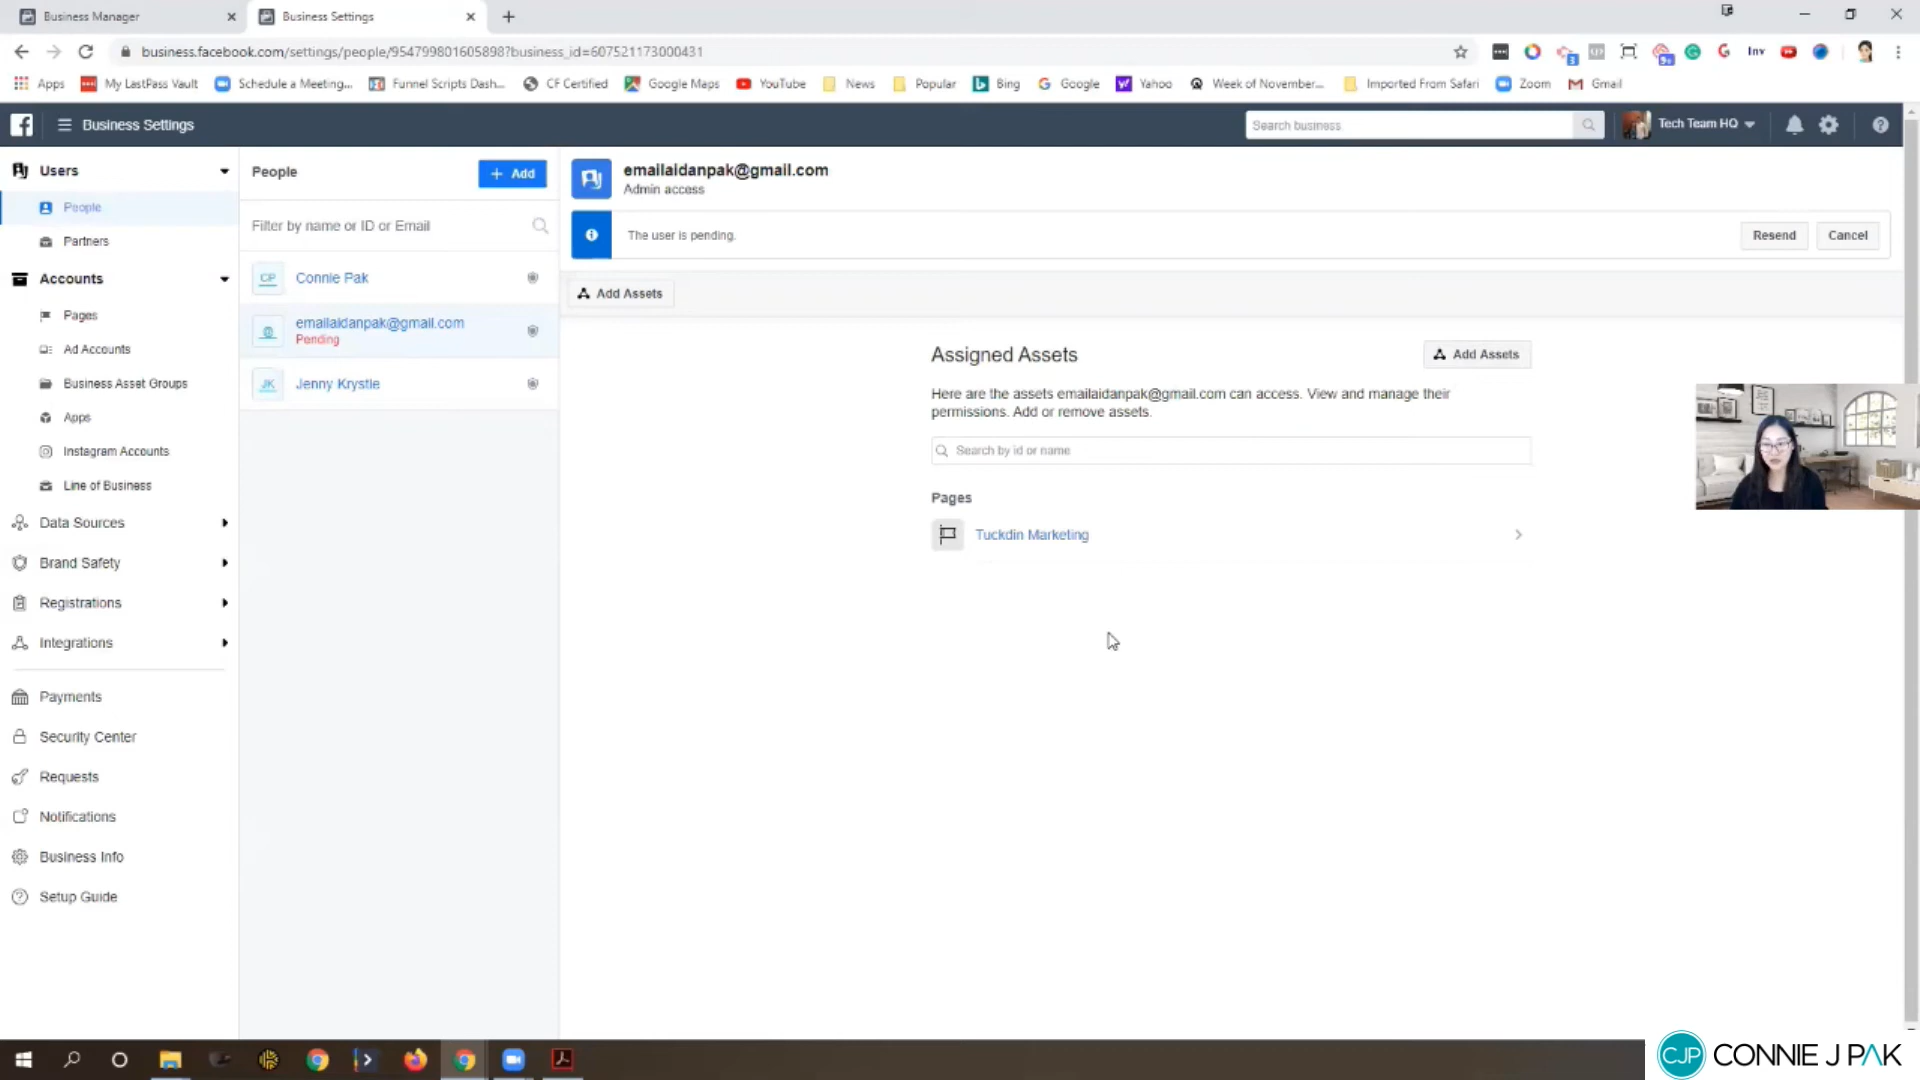 Business Manager
Business Settings
business.facebook.com/settings/people/954799801605898?business_id=607521173000431
Inv
Apps
My LastPass Vault
Schedule a Meeting...
Funnel Scripts Dash...
CF Certified
Google Maps
YouTube
News
Popular
Bing
Google
Yahoo
Week of November...
Imported From Safari
Zoom
Gmail
Business Settings
Search business
Tech Team HQ
Users
People
Partners
Accounts
Pages
Ad Accounts
Business Asset Groups
Apps
Instagram Accounts
Line of Business
Data Sources
Brand Safety
Registrations
Integrations
Payments
Security Center
Requests
Notifications
Business Info
Setup Guide
People
+ Add
Filter by name or ID or Email
CP
Connie Pak
emailaidanpak@gmail.com
Pending
JK
Jenny Krystle
emailaidanpak@gmail.com
Admin access
The user is pending.
Resend
Cancel
Add Assets
Assigned Assets
Add Assets
Here are the assets emailaidanpak@gmail.com can access. View and manage their
permissions. Add or remove assets.
Search by id or name
Pages
Tuckdin Marketing
CJP CONNIE J PAK